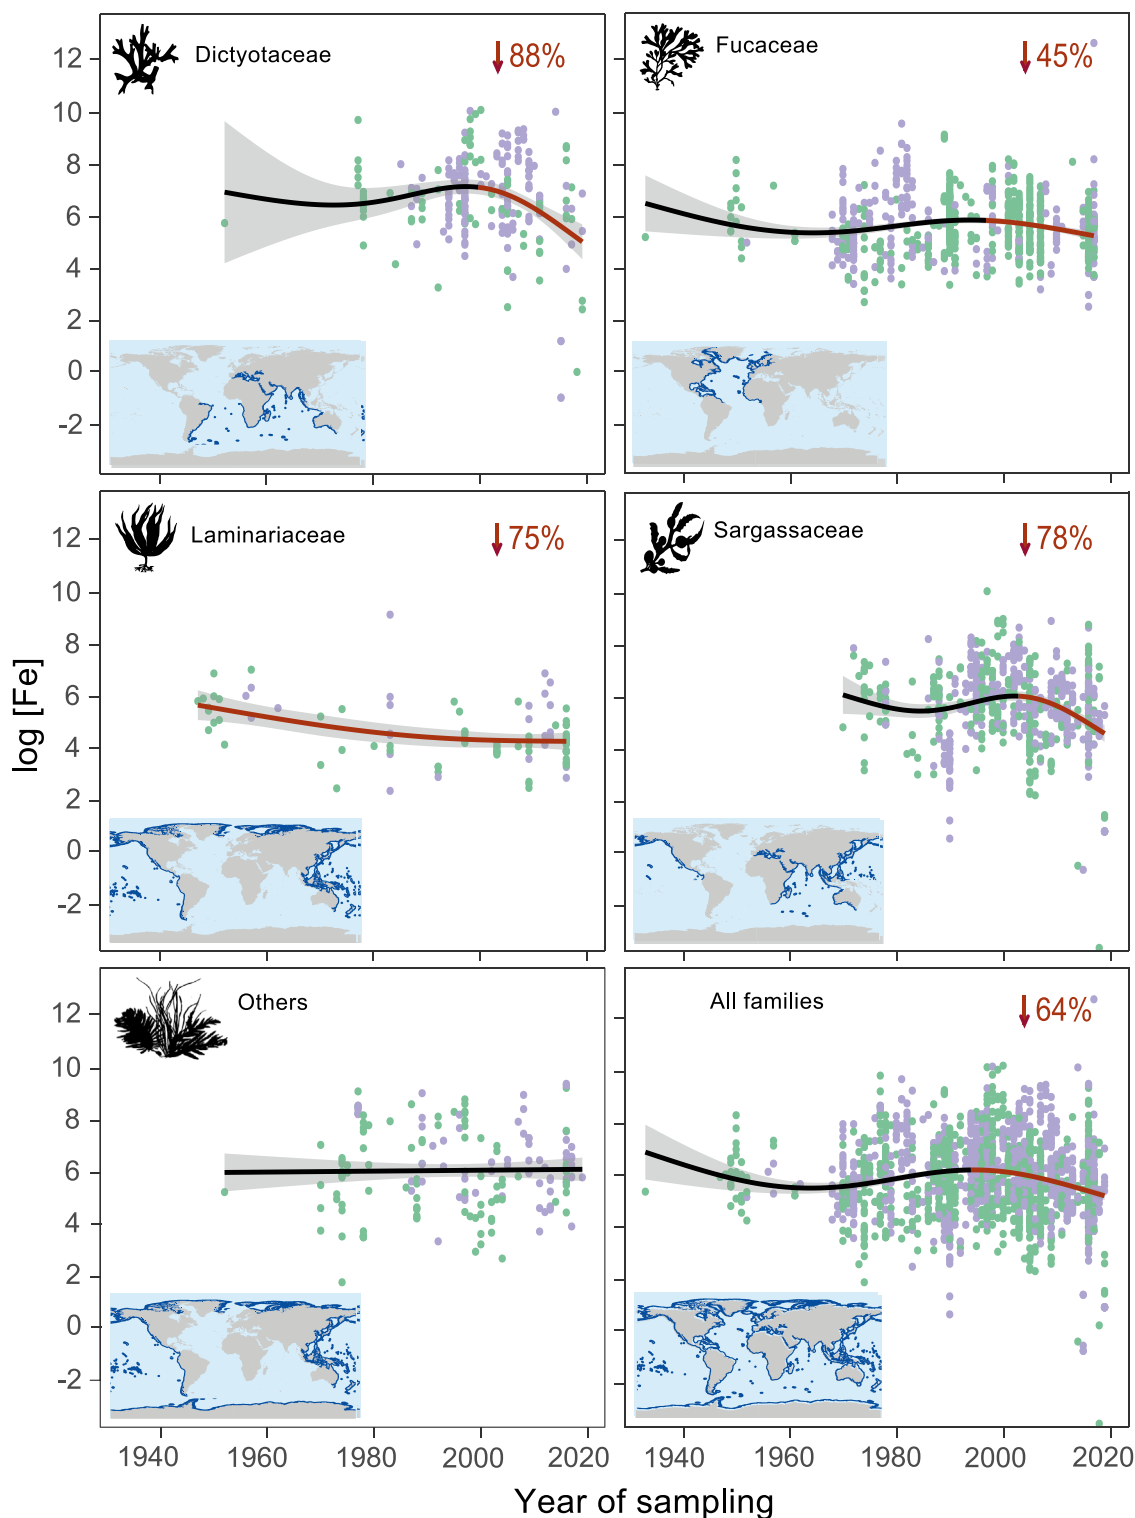 Dictyotaceae
88%
Fucaceae
45%
12
10
8
6
4
2
0
-2
Laminariaceae
75%
Sargassaceae
78%
12
10
8
6
4
2
0
-2
log [Fe]
Others
All families
64%
12
10
8
6
4
2
0
-2
1940 1960 1980 2000 2020
1940 1960 1980 2000 2020
Year of sampling